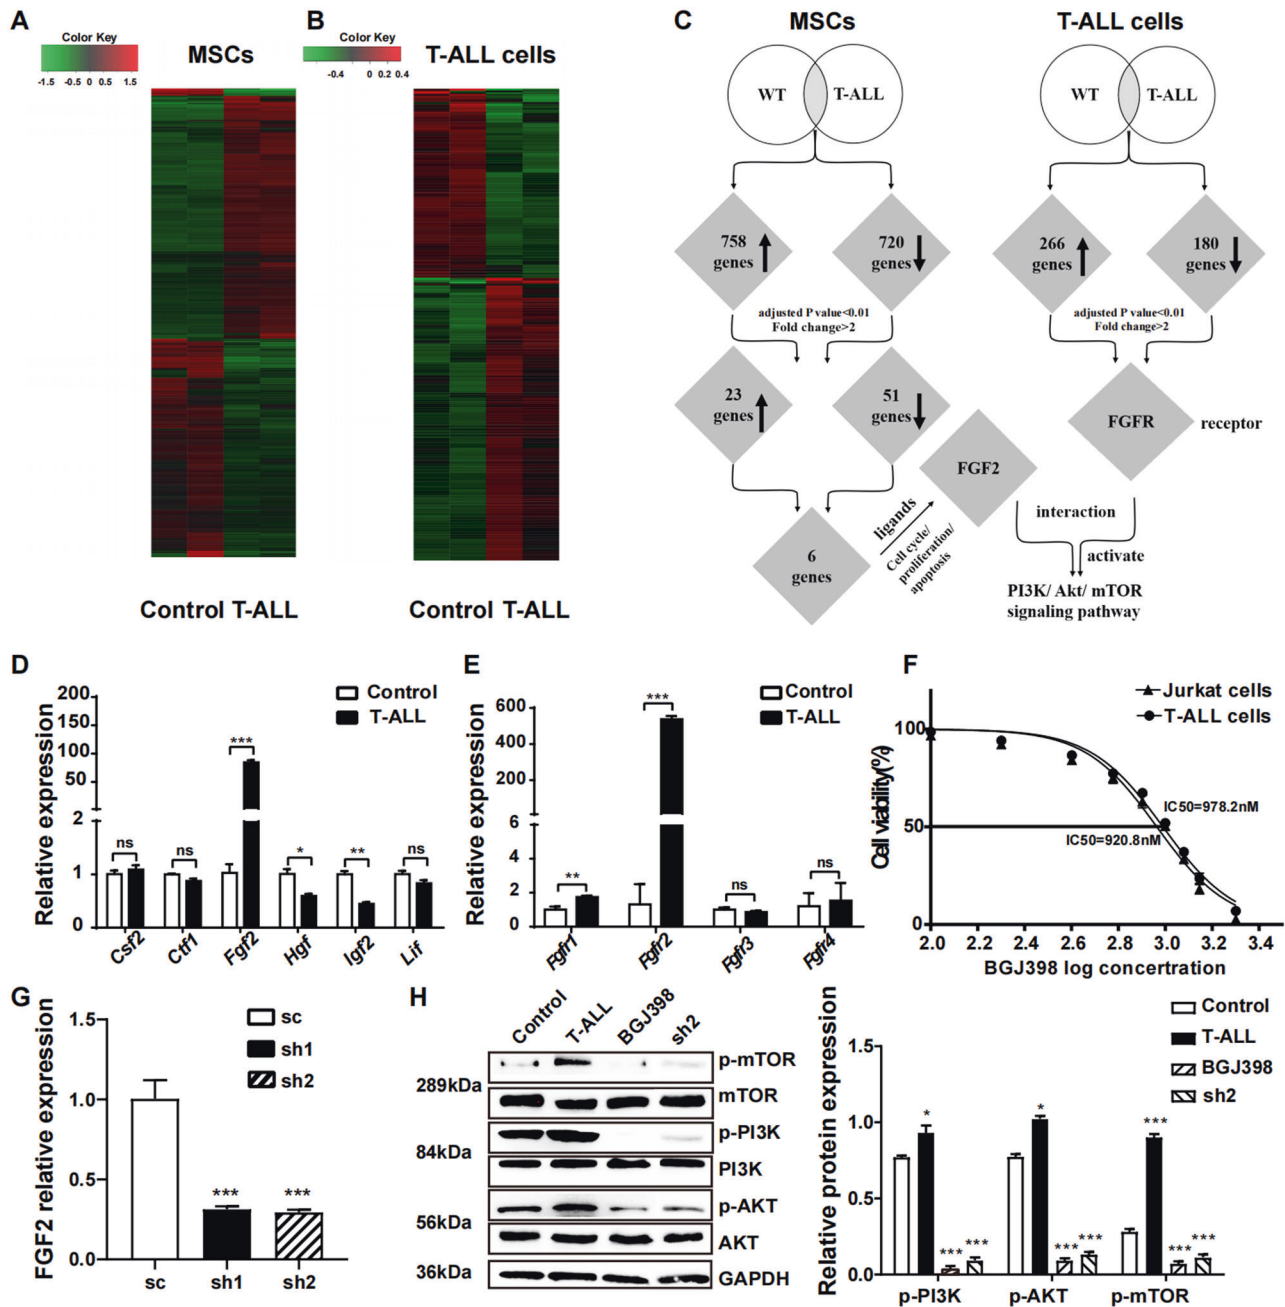 A
Color Key
-1.5 -0.5 0 0.5 1.5
MSCs
Control T-ALL
B
Color Key
-0.4 0 0.2 0.4
T-ALL cells
Control T-ALL
C
MSCs
T-ALL cells
WT
T-ALL
WT
T-ALL
758
genes
720
genes
266
genes
180
genes
adjusted P value<0.01
Fold change>2
adjusted P value<0.01
Fold change>2
23
genes
51
genes
FGF2
FGFR
receptor
6
genes
ligands
Cell cycle/
proliferation/
apoptosis
interaction
activate
PI3K/ Akt/ mTOR
signaling pathway
D
Relative expression
200
150
100
50
2
1
0
Control
T-ALL
ns
ns
***
*
**
ns
Csf2
Ctf1
Fgf2
Hgf
Igf2
Lif
E
Relative expression
600
400
200
6
4
2
0
Control
T-ALL
**
***
ns
ns
Fgfr1
Fgfr2
Fgfr3
Fgfr4
F
Cell viability(%)
100
50
0
Jurkat cells
T-ALL cells
IC50=978.2nM
IC50=920.8nM
2.0 2.2 2.4 2.6 2.8 3.0 3.2 3.4
BGJ398 log concertration
G
FGF2 relative expression
1.5
1.0
0.5
0.0
sc
sh1
sh2
***
***
sc
sh1
sh2
H
Control
T-ALL
BGJ398
sh2
p-mTOR
289kDa
mTOR
p-PI3K
84kDa
PI3K
p-AKT
56kDa
AKT
36kDa
GAPDH
Relative protein expression
1.5
1.0
0.5
0.0
Control
T-ALL
BGJ398
sh2
*
***
***
*
***
***
***
***
***
p-PI3K
p-AKT
p-mTOR